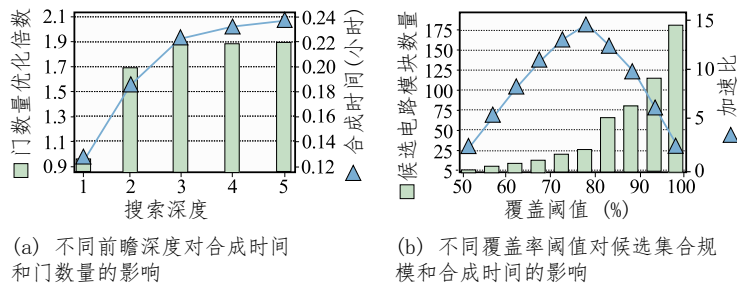 门数量优化倍数
2.1
1.9
1.7
1.5
1.3
1.1
0.9
1 2 3 4 5
搜索深度
0.24
0.22
0.20
0.18
0.16
0.14
0.12
合成时间(小时)
(a) 不同前瞻深度对合成时间
和门数量的影响
候选电路模块数量
175
150
125
100
75
50
25
5
50 60 70 80 90 100
覆盖阈值 (%)
15
10
5
0
加速比
(b) 不同覆盖率阈值对候选集合规
模和合成时间的影响